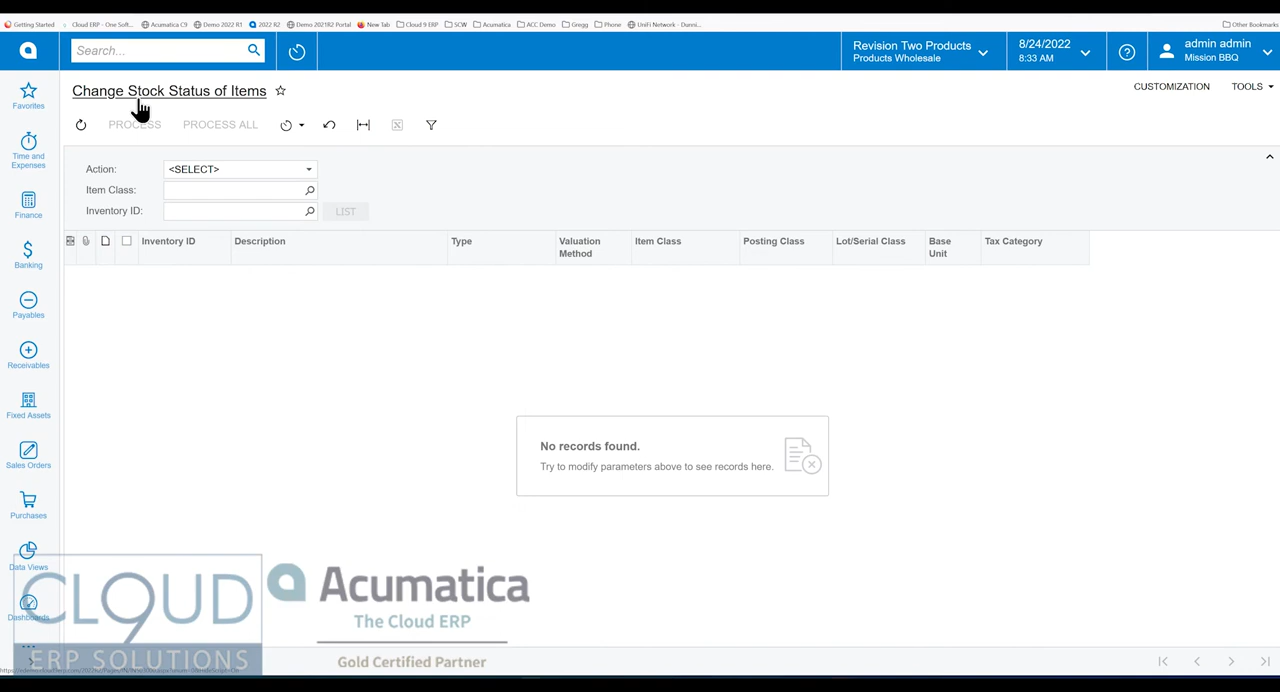 Getting Started Cloud ERP - One Soft... Acumatica C9 Demo 2022 R1 2022 R2 Demo 2021R2 Portal New Tab Cloud 9 ERP SCW Acumatica ACC Demo Gregg Phone UniFi Network - Dunni... Other Bookmarks
Search...
Revision Two Products
Products Wholesale
8/24/2022
8:33 AM
admin admin
Mission BBQ
Favorites
Time and
Expenses
Finance
Banking
Payables
Receivables
Fixed Assets
Sales Orders
Purchases
Data Views
Dashboards
Change Stock Status of Items
CUSTOMIZATION TOOLS
PROCESS PROCESS ALL
Action: <SELECT>
Item Class:
Inventory ID: LIST
Inventory ID Description Type Valuation Method Item Class Posting Class Lot/Serial Class Base Unit Tax Category
No records found.
Try to modify parameters above to see records here.
CLOUD 9
ERP SOLUTIONS
Acumatica
The Cloud ERP
Gold Certified Partner